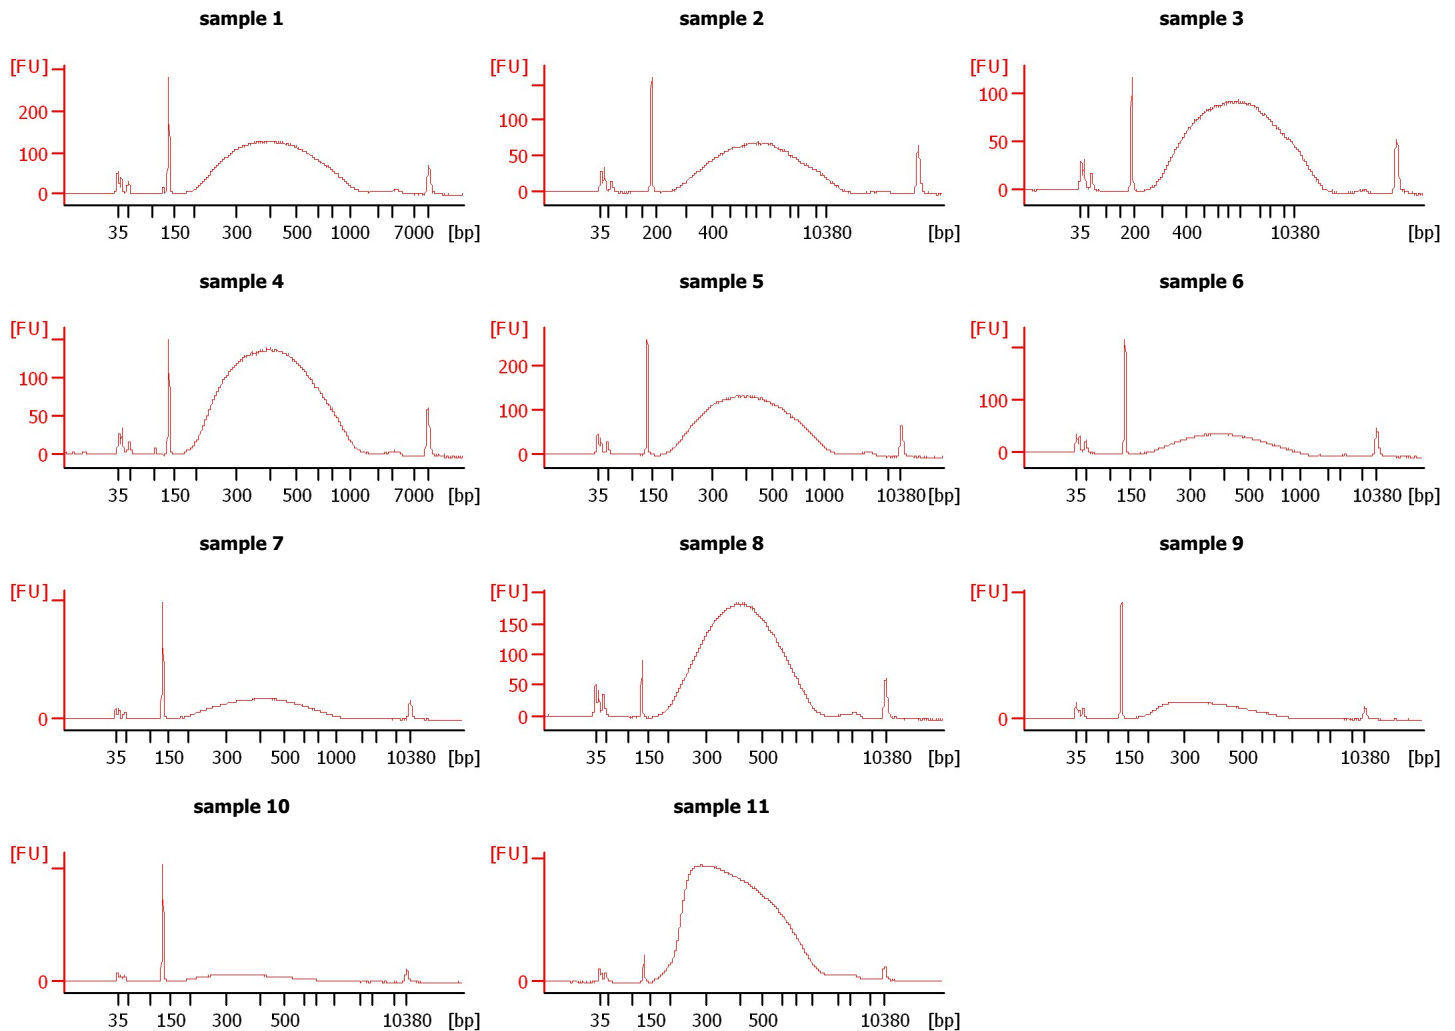 sample 1 sample 2 sample 3
[FU] [FU] [FU]
200 100 100
100 50 50
0 0 0
35 150 300 500 1000 7000 [bp] 35 200 400 10380 [bp] 35 200 400 10380 [bp]
sample 4 sample 5 sample 6
[FU] [FU] [FU]
100 200 100
50 100 0
0 0
35 150 300 500 1000 7000 [bp] 35 150 300 500 1000 10380 [bp] 35 150 300 500 1000 10380 [bp]
sample 7 sample 8 sample 9
[FU] [FU] [FU]
150
100
50
0 0 0
35 150 300 500 1000 10380 [bp] 35 150 300 500 10380 [bp] 35 150 300 500 10380 [bp]
sample 10 sample 11
[FU] [FU]
0 0
35 150 300 500 10380 [bp] 35 150 300 500 10380 [bp]